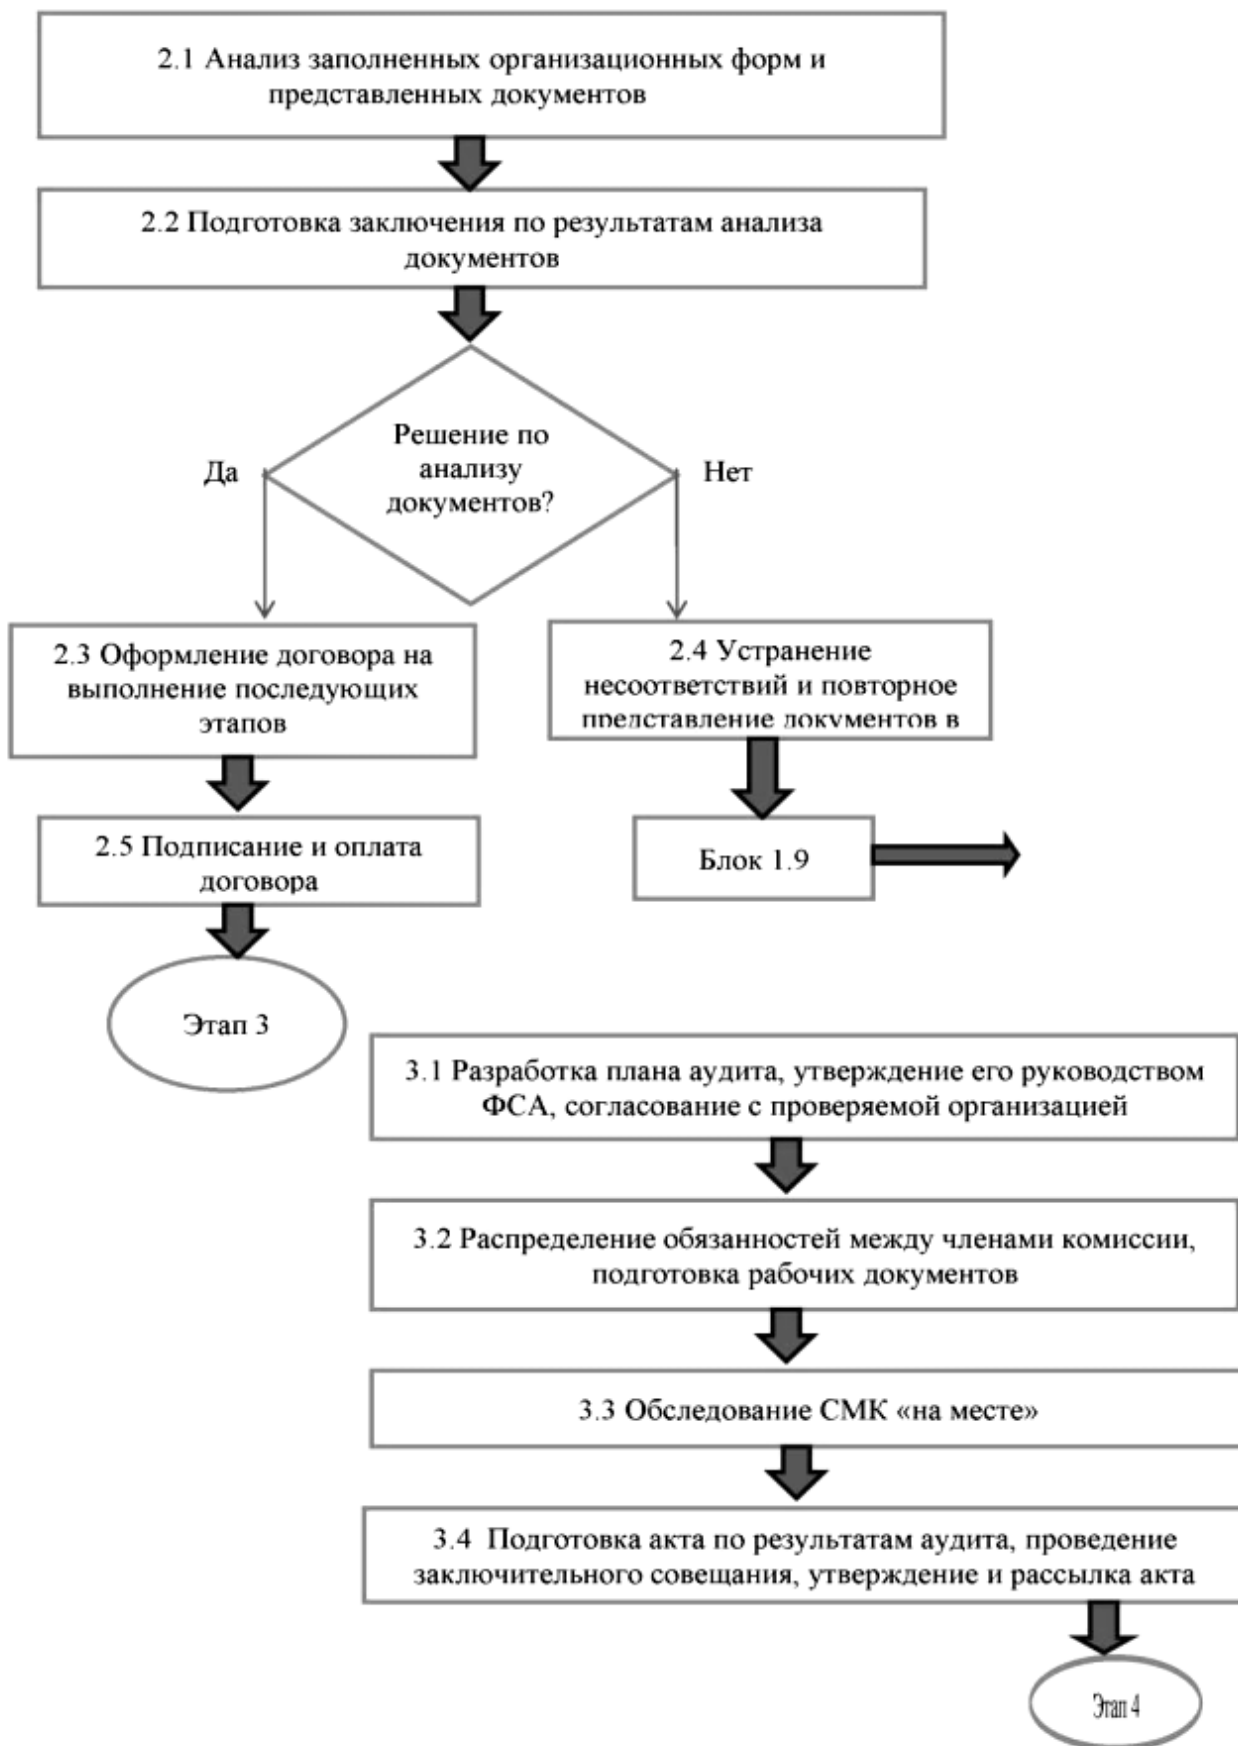 2.1 Анализ заполненных организационных форм и
представленных документов
2.2 Подготовка заключения по результатам анализа
документов
Решение по
анализу
документов?
Да
Нет
2.3 Оформление договора на
выполнение последующих
этапов
2.4 Устранение
несоответствий и повторное
представление документов в
2.5 Подписание и оплата
договора
Блок 1.9
Этап 3
3.1 Разработка плана аудита, утверждение его руководством
ФСА, согласование с проверяемой организацией
3.2 Распределение обязанностей между членами комиссии,
подготовка рабочих документов
3.3 Обследование СМК «на месте»
3.4 Подготовка акта по результатам аудита, проведение
заключительного совещания, утверждение и рассылка акта
Этап 4